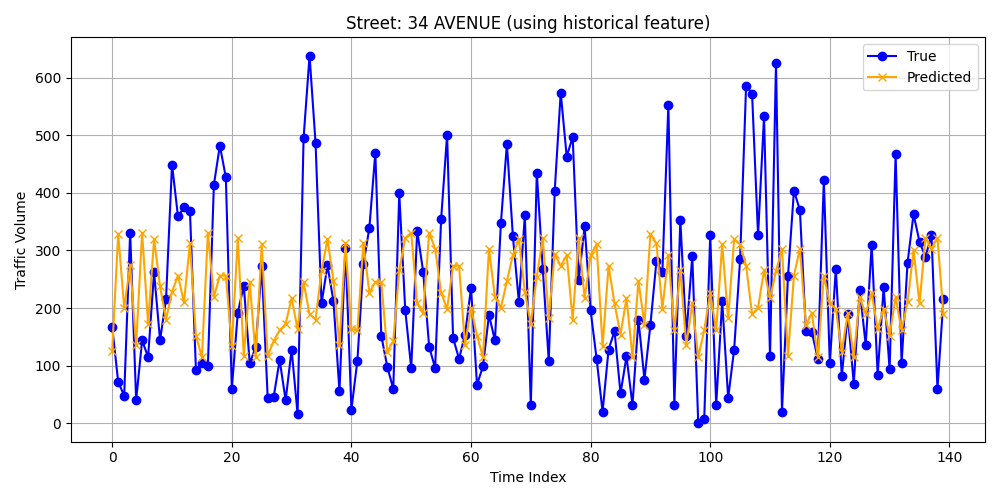 Street: 34 AVENUE (using historical feature)
True
Predicted
Traffic Volume
600
500
400
300
200
100
0
0 20 40 60 80 100 120 140
Time Index